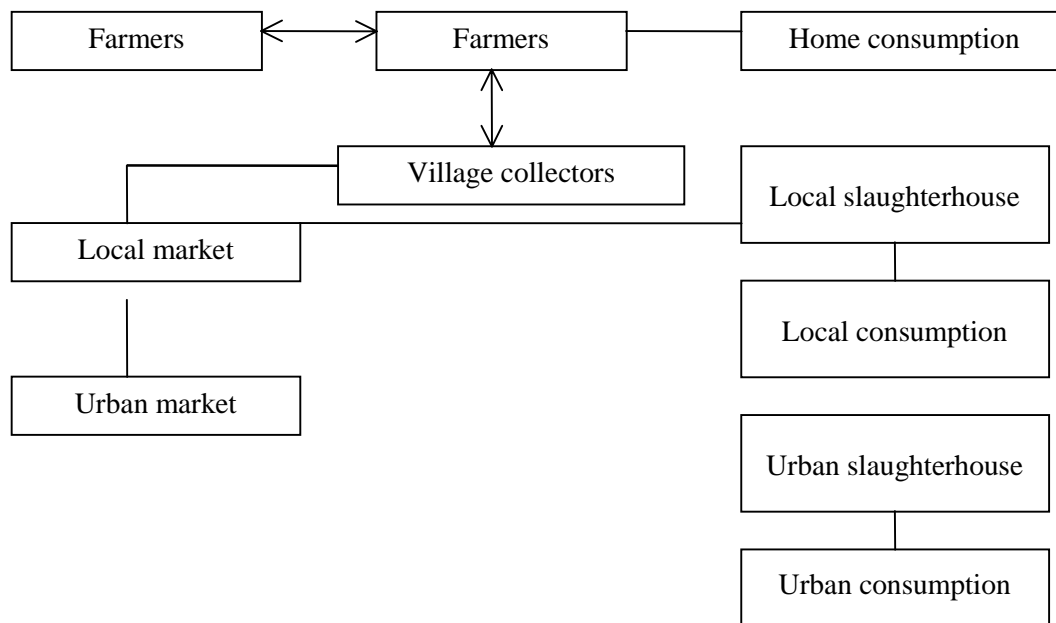 Farmers
Farmers
Home consumption
Village collectors
Local slaughterhouse
Local market
Local consumption
Urban market
Urban slaughterhouse
Urban consumption